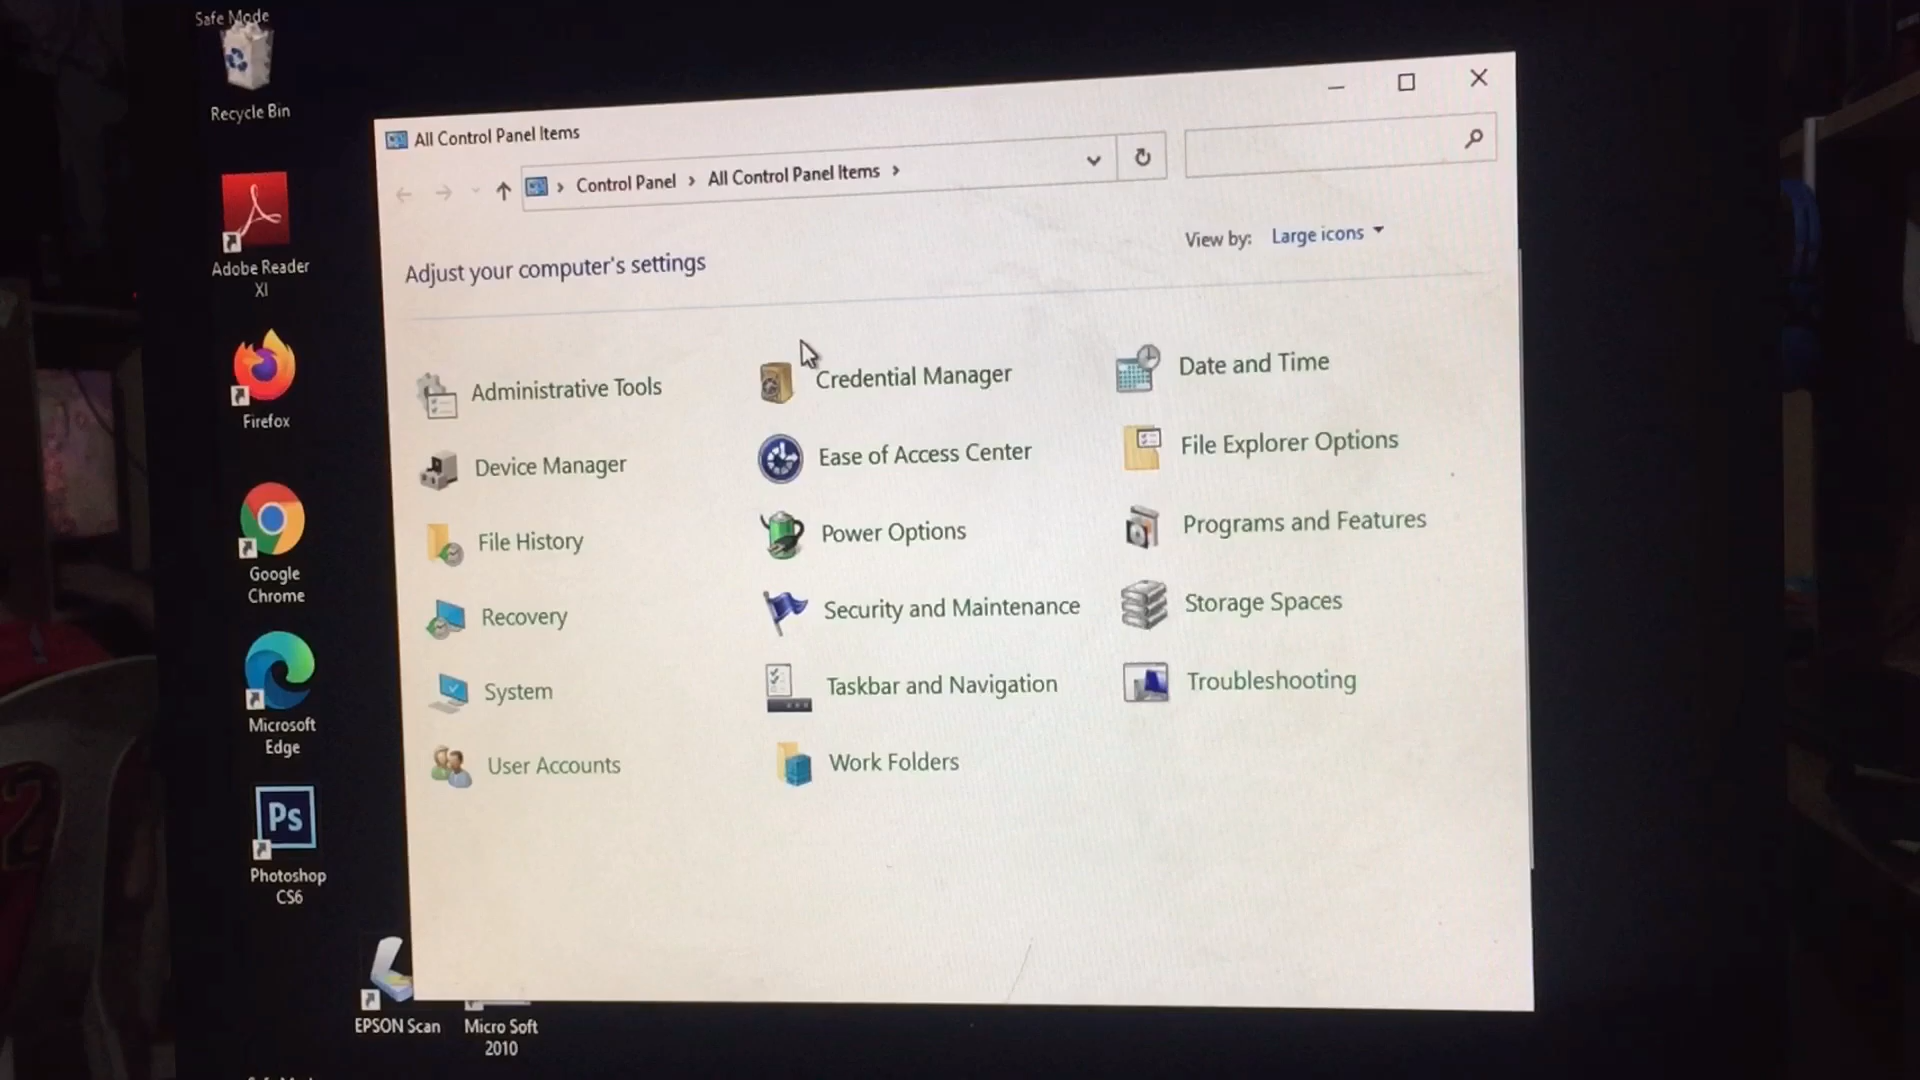 Safe Mode
Recycle Bin
Adobe Reader
XI
Firefox
Google
Chrome
Microsoft
Edge
Ps
Photoshop
CS6
EPSON Scan
Micro Soft
2010
All Control Panel Items
Control Panel › All Control Panel Items ›
View by: Large icons
Adjust your computer's settings
Administrative Tools
Credential Manager
Date and Time
Device Manager
Ease of Access Center
File Explorer Options
File History
Power Options
Programs and Features
Recovery
Security and Maintenance
Storage Spaces
System
Taskbar and Navigation
Troubleshooting
User Accounts
Work Folders